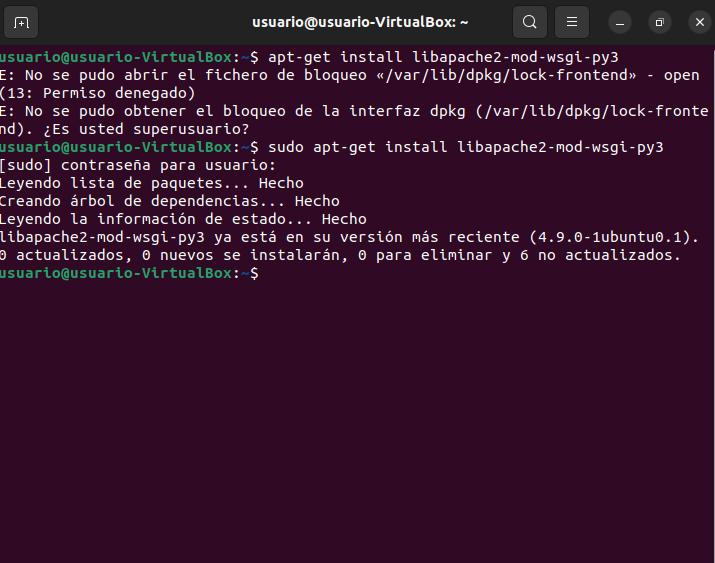 usuario@usuario-VirtualBox: ~
usuario@usuario-VirtualBox:~$ apt-get install libapache2-mod-wsgi-py3
E: No se pudo abrir el fichero de bloqueo «/var/lib/dpkg/lock-frontend» - open
(13: Permiso denegado)
E: No se pudo obtener el bloqueo de la interfaz dpkg (/var/lib/dpkg/lock-fronte
nd). ¿Es usted superusuario?
usuario@usuario-VirtualBox:~$ sudo apt-get install libapache2-mod-wsgi-py3
[sudo] contraseña para usuario:
Leyendo lista de paquetes... Hecho
Creando árbol de dependencias... Hecho
Leyendo la información de estado... Hecho
libapache2-mod-wsgi-py3 ya está en su versión más reciente (4.9.0-1ubuntu0.1).
0 actualizados, 0 nuevos se instalarán, 0 para eliminar y 6 no actualizados.
usuario@usuario-VirtualBox:~$